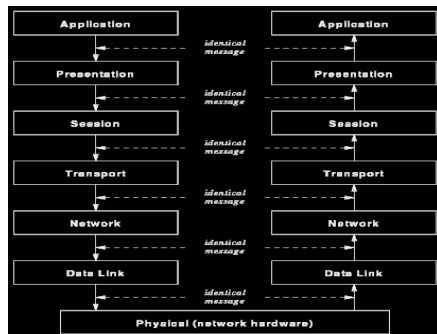 Application Application
identical
message
Presentation Presentation
identical
message
Session Session
identical
message
Transport Transport
identical
message
Network Network
identical
message
Data Link Data Link
identical
message
Physical (network hardware)